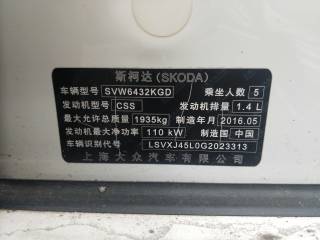 斯柯达(SKODA)
车辆型号 SVW6432KGD 乘坐人数 5
发动机型号 CSS 发动机排量 1.4 L
最大允许总质量 1935kg 制造年月 2016.05
发动机最大净功率 110 kW 制造国 中国
车辆识别代号 LSVXJ45L0G2023313
上海大众汽车有限公司